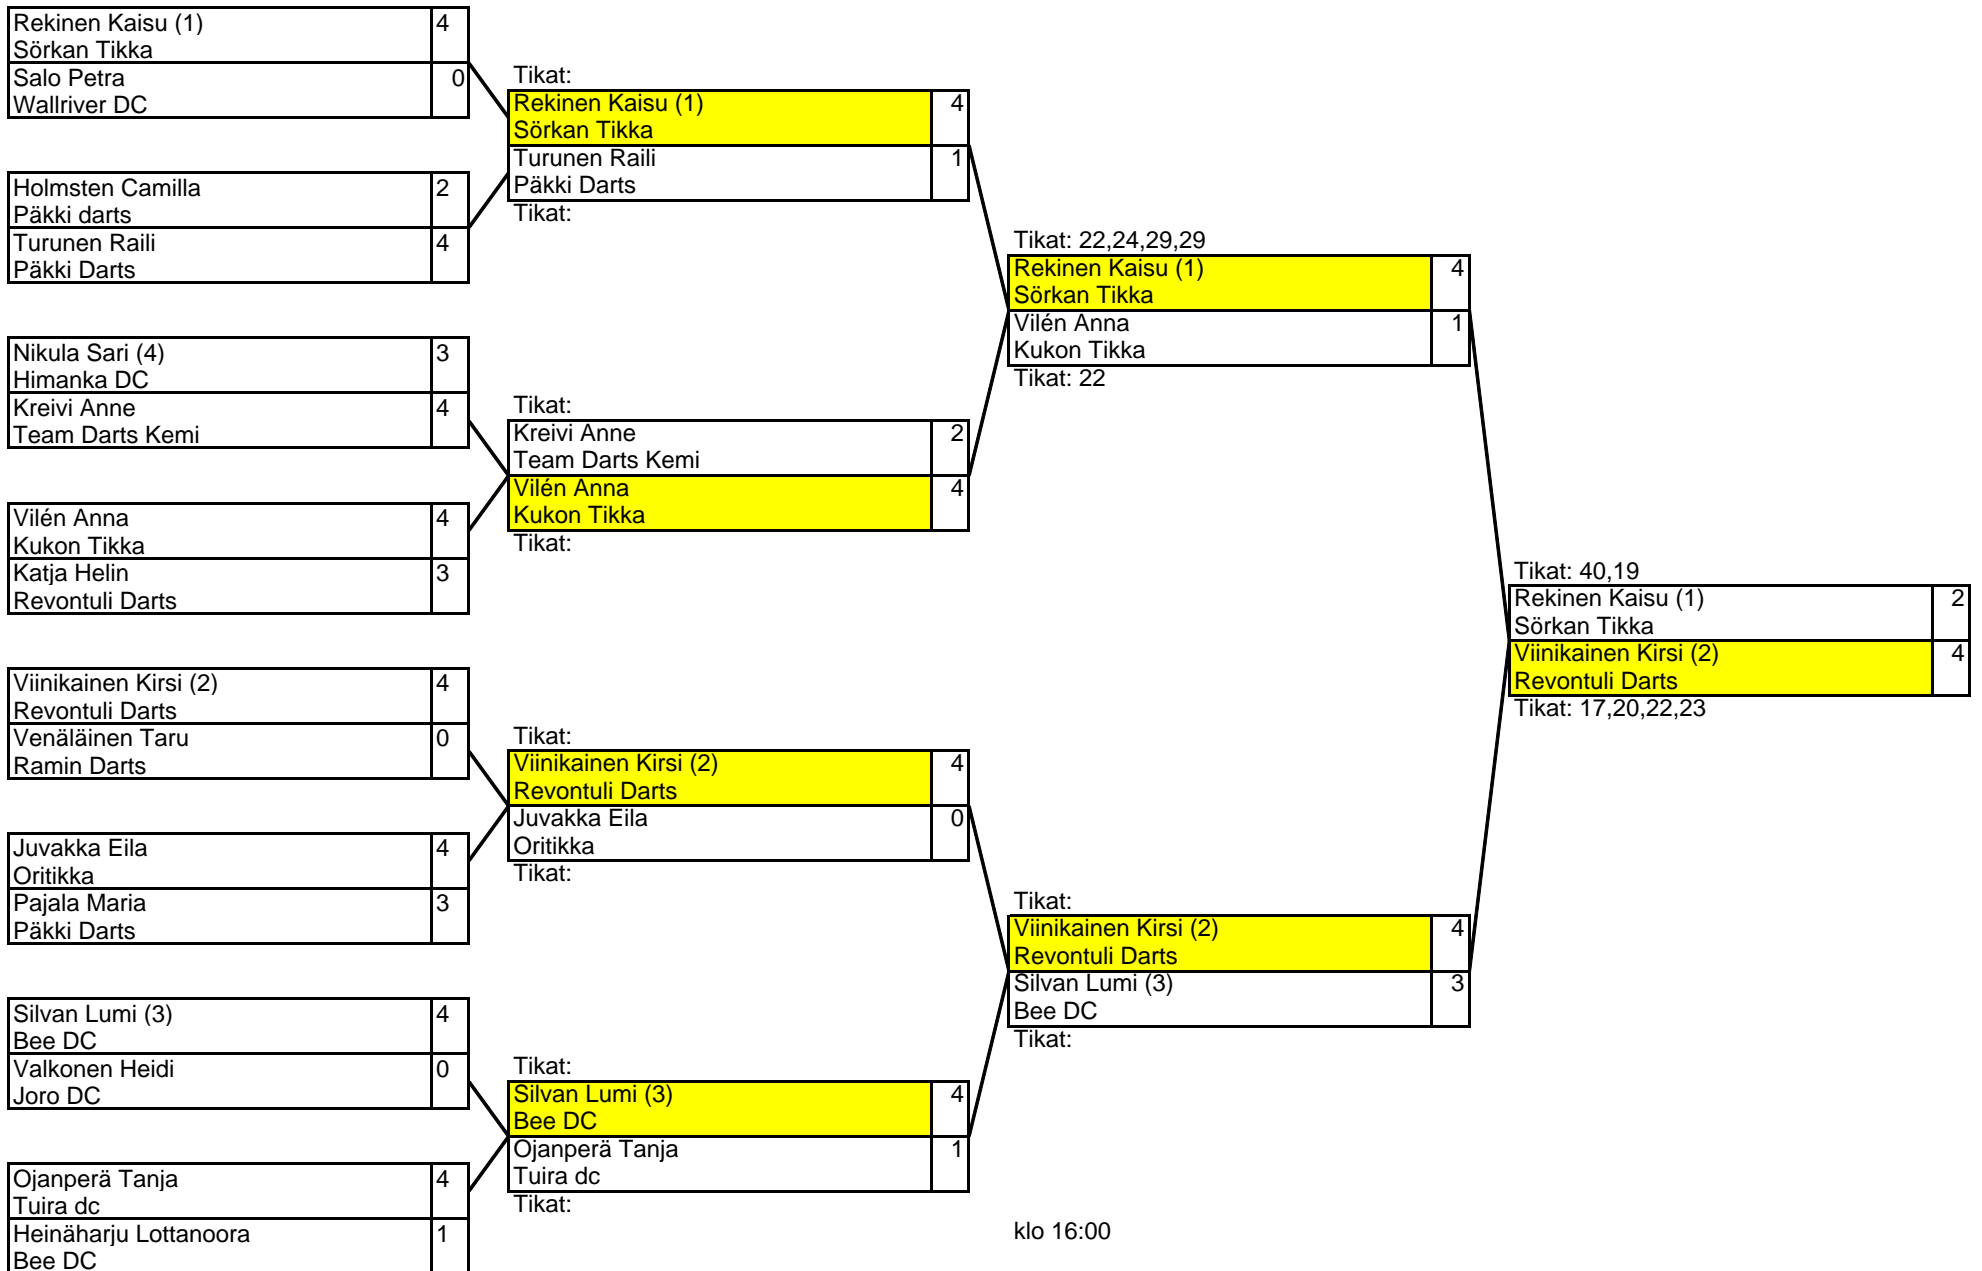 Rekinen Kaisu (1) 4
Sörkan Tikka
Salo Petra 0
Wallriver DC
Holmsten Camilla 2
Päkki darts
Turunen Raili 4
Päkki Darts
Nikula Sari (4) 3
Himanka DC
Kreivi Anne 4
Team Darts Kemi
Vilén Anna 4
Kukon Tikka
Katja Helin 3
Revontuli Darts
Viinikainen Kirsi (2) 4
Revontuli Darts
Venäläinen Taru 0
Ramin Darts
Juvakka Eila 4
Oritikka
Pajala Maria 3
Päkki Darts
Silvan Lumi (3) 4
Bee DC
Valkonen Heidi 0
Joro DC
Ojanperä Tanja 4
Tuira dc
Heinäharju Lottanoora 1
Bee DC
Tikat:
Rekinen Kaisu (1) 4
Sörkan Tikka
Turunen Raili 1
Päkki Darts
Tikat:
Tikat:
Kreivi Anne 2
Team Darts Kemi
Vilén Anna 4
Kukon Tikka
Tikat:
Tikat:
Viinikainen Kirsi (2) 4
Revontuli Darts
Juvakka Eila 0
Oritikka
Tikat:
Tikat:
Silvan Lumi (3) 4
Bee DC
Ojanperä Tanja 1
Tuira dc
Tikat:
Tikat: 22,24,29,29
Rekinen Kaisu (1) 4
Sörkan Tikka
Vilén Anna 1
Kukon Tikka
Tikat: 22
Tikat:
Viinikainen Kirsi (2) 4
Revontuli Darts
Silvan Lumi (3) 3
Bee DC
Tikat:
klo 16:00
Tikat: 40,19
Rekinen Kaisu (1) 2
Sörkan Tikka
Viinikainen Kirsi (2) 4
Revontuli Darts
Tikat: 17,20,22,23